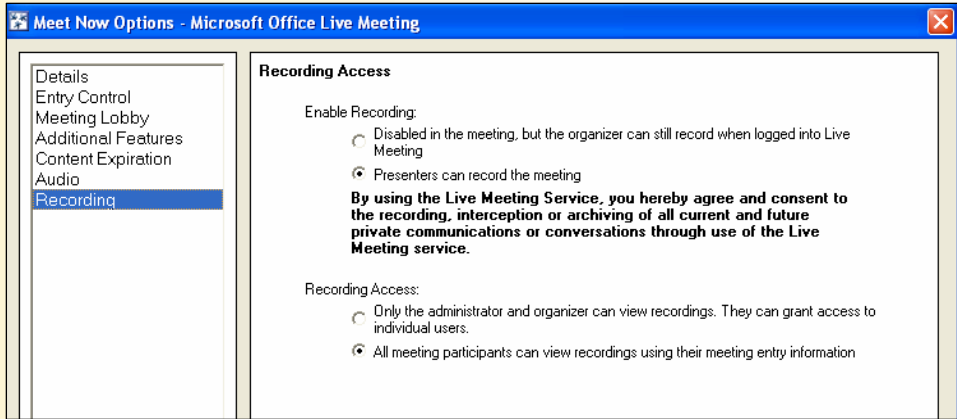 Meet Now Options - Microsoft Office Live Meeting
Details
Entry Control
Meeting Lobby
Additional Features
Content Expiration
Audio
Recording
Recording Access
Enable Recording:
Disabled in the meeting, but the organizer can still record when logged into Live
Meeting
Presenters can record the meeting
By using the Live Meeting Service, you hereby agree and consent to
the recording, interception or archiving of all current and future
private communications or conversations through use of the Live
Meeting service.
Recording Access:
Only the administrator and organizer can view recordings. They can grant access to
individual users.
All meeting participants can view recordings using their meeting entry information